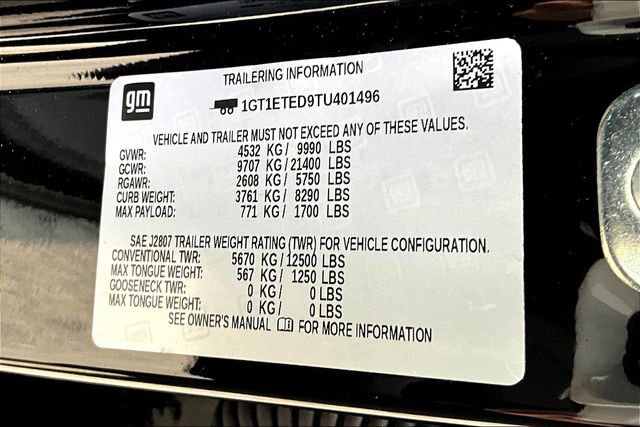 gm
TRAILERING INFORMATION
1GT1ETED9TU401496
VEHICLE AND TRAILER MUST NOT EXCEED ANY OF THESE VALUES.
GVWR: 4532 KG/ 9990 LBS
GCWR: 9707 KG/21400 LBS
RGAWR: 2608 KG/ 5750 LBS
CURB WEIGHT: 3761 KG/ 8290 LBS
MAX PAYLOAD: 771 KG/ 1700 LBS
SAE J2807 TRAILER WEIGHT RATING (TWR) FOR VEHICLE CONFIGURATION.
CONVENTIONAL TWR: 5670 KG/12500 LBS
MAX TONGUE WEIGHT: 567 KG/ 1250 LBS
GOOSENECK TWR: 0 KG/ 0 LBS
MAX TONGUE WEIGHT: 0 KG/ 0 LBS
SEE OWNER'S MANUAL FOR MORE INFORMATION